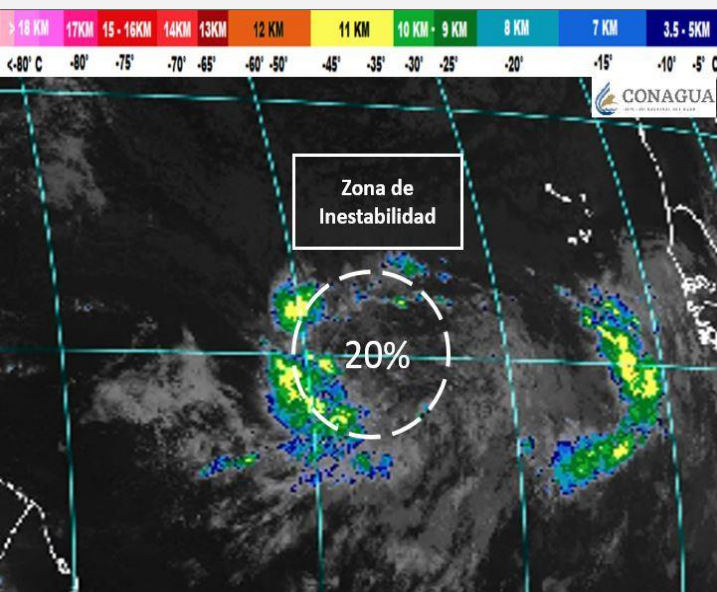 > 18 KM 17KM 15 - 16KM 14KM 13KM 12 KM 11 KM 10 KM - 9 KM 8 KM 7 KM 3.5 - 5KM
<-80° C -80° -75° -70° -65° -60° -50° -45° -35° -30° -25° -20° -15° -10° -5°
CONAGUA
Zona de
Inestabilidad
20%